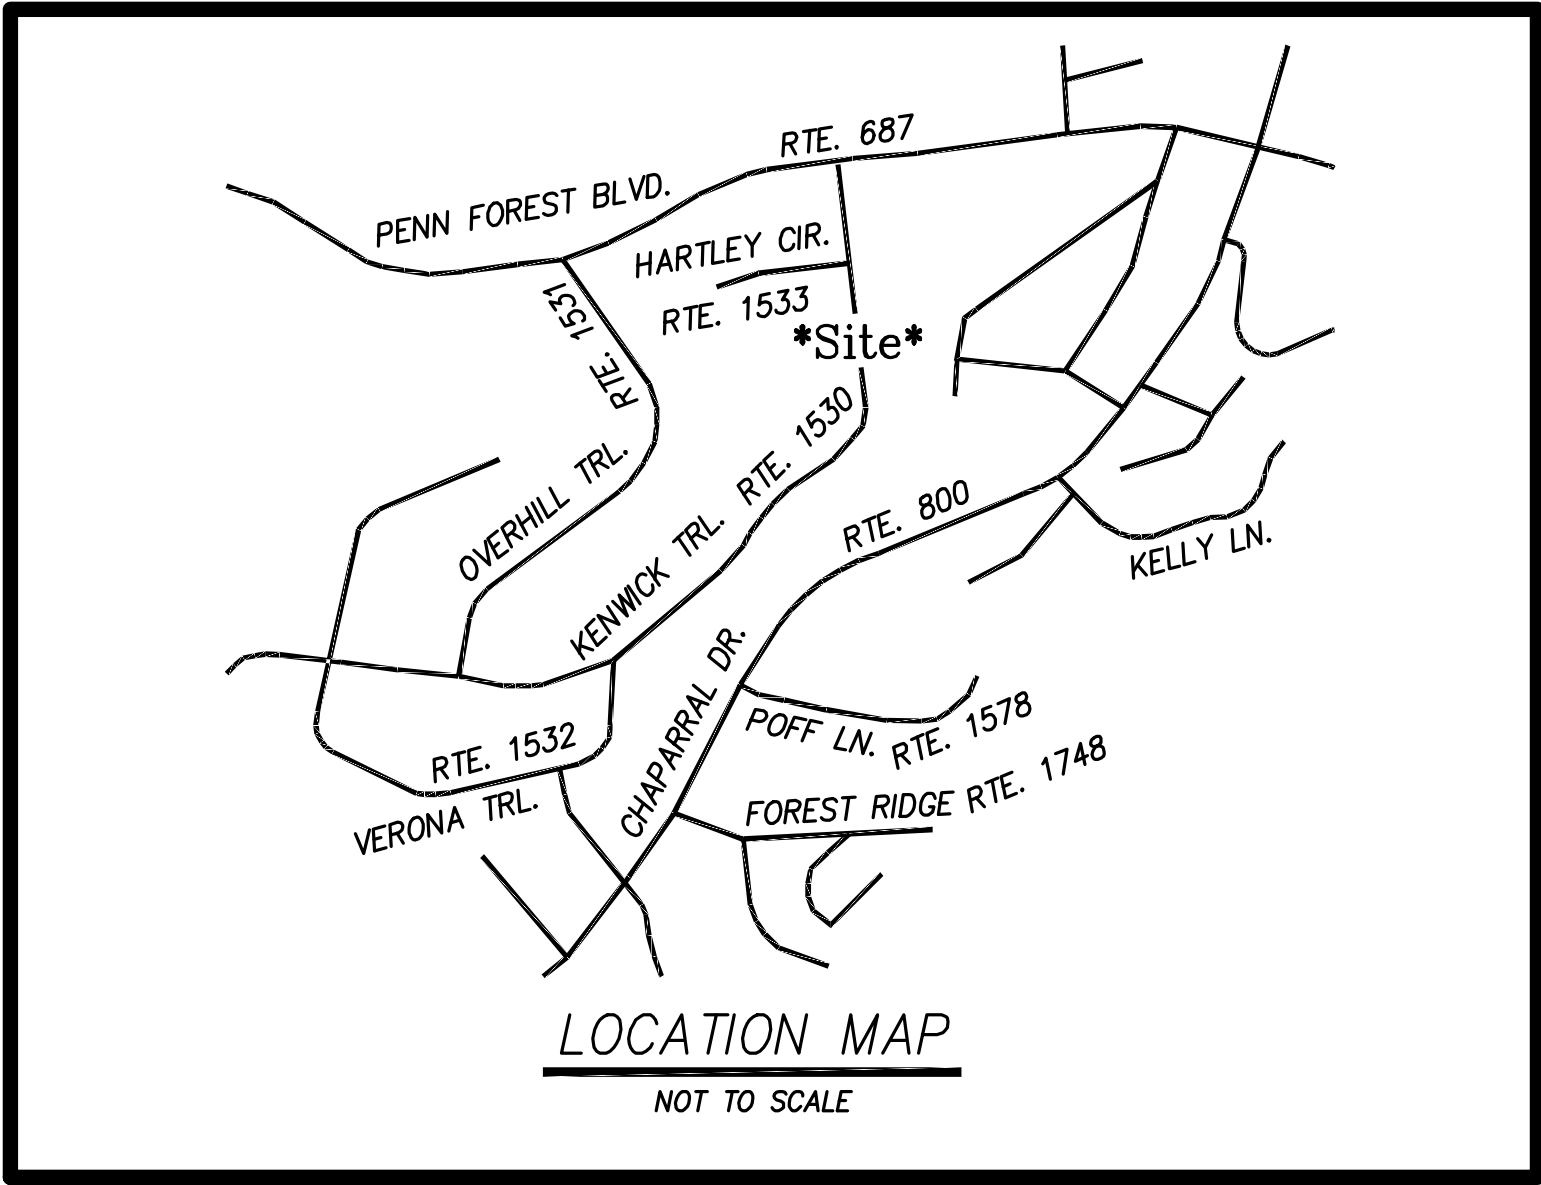 RTE. 687
PENN FOREST BLVD.
HARTLEY CIR.
RTE. 1533
RTE. 1531
*Site*
OVERHILL TRL.
KENWICK TRL. RTE. 1530
RTE. 800
KELLY LN.
CHAPARRAL DR.
POFF LN. RTE. 1578
RTE. 1532
VERONA TRL.
FOREST RIDGE RTE. 1748
LOCATION MAP
NOT TO SCALE